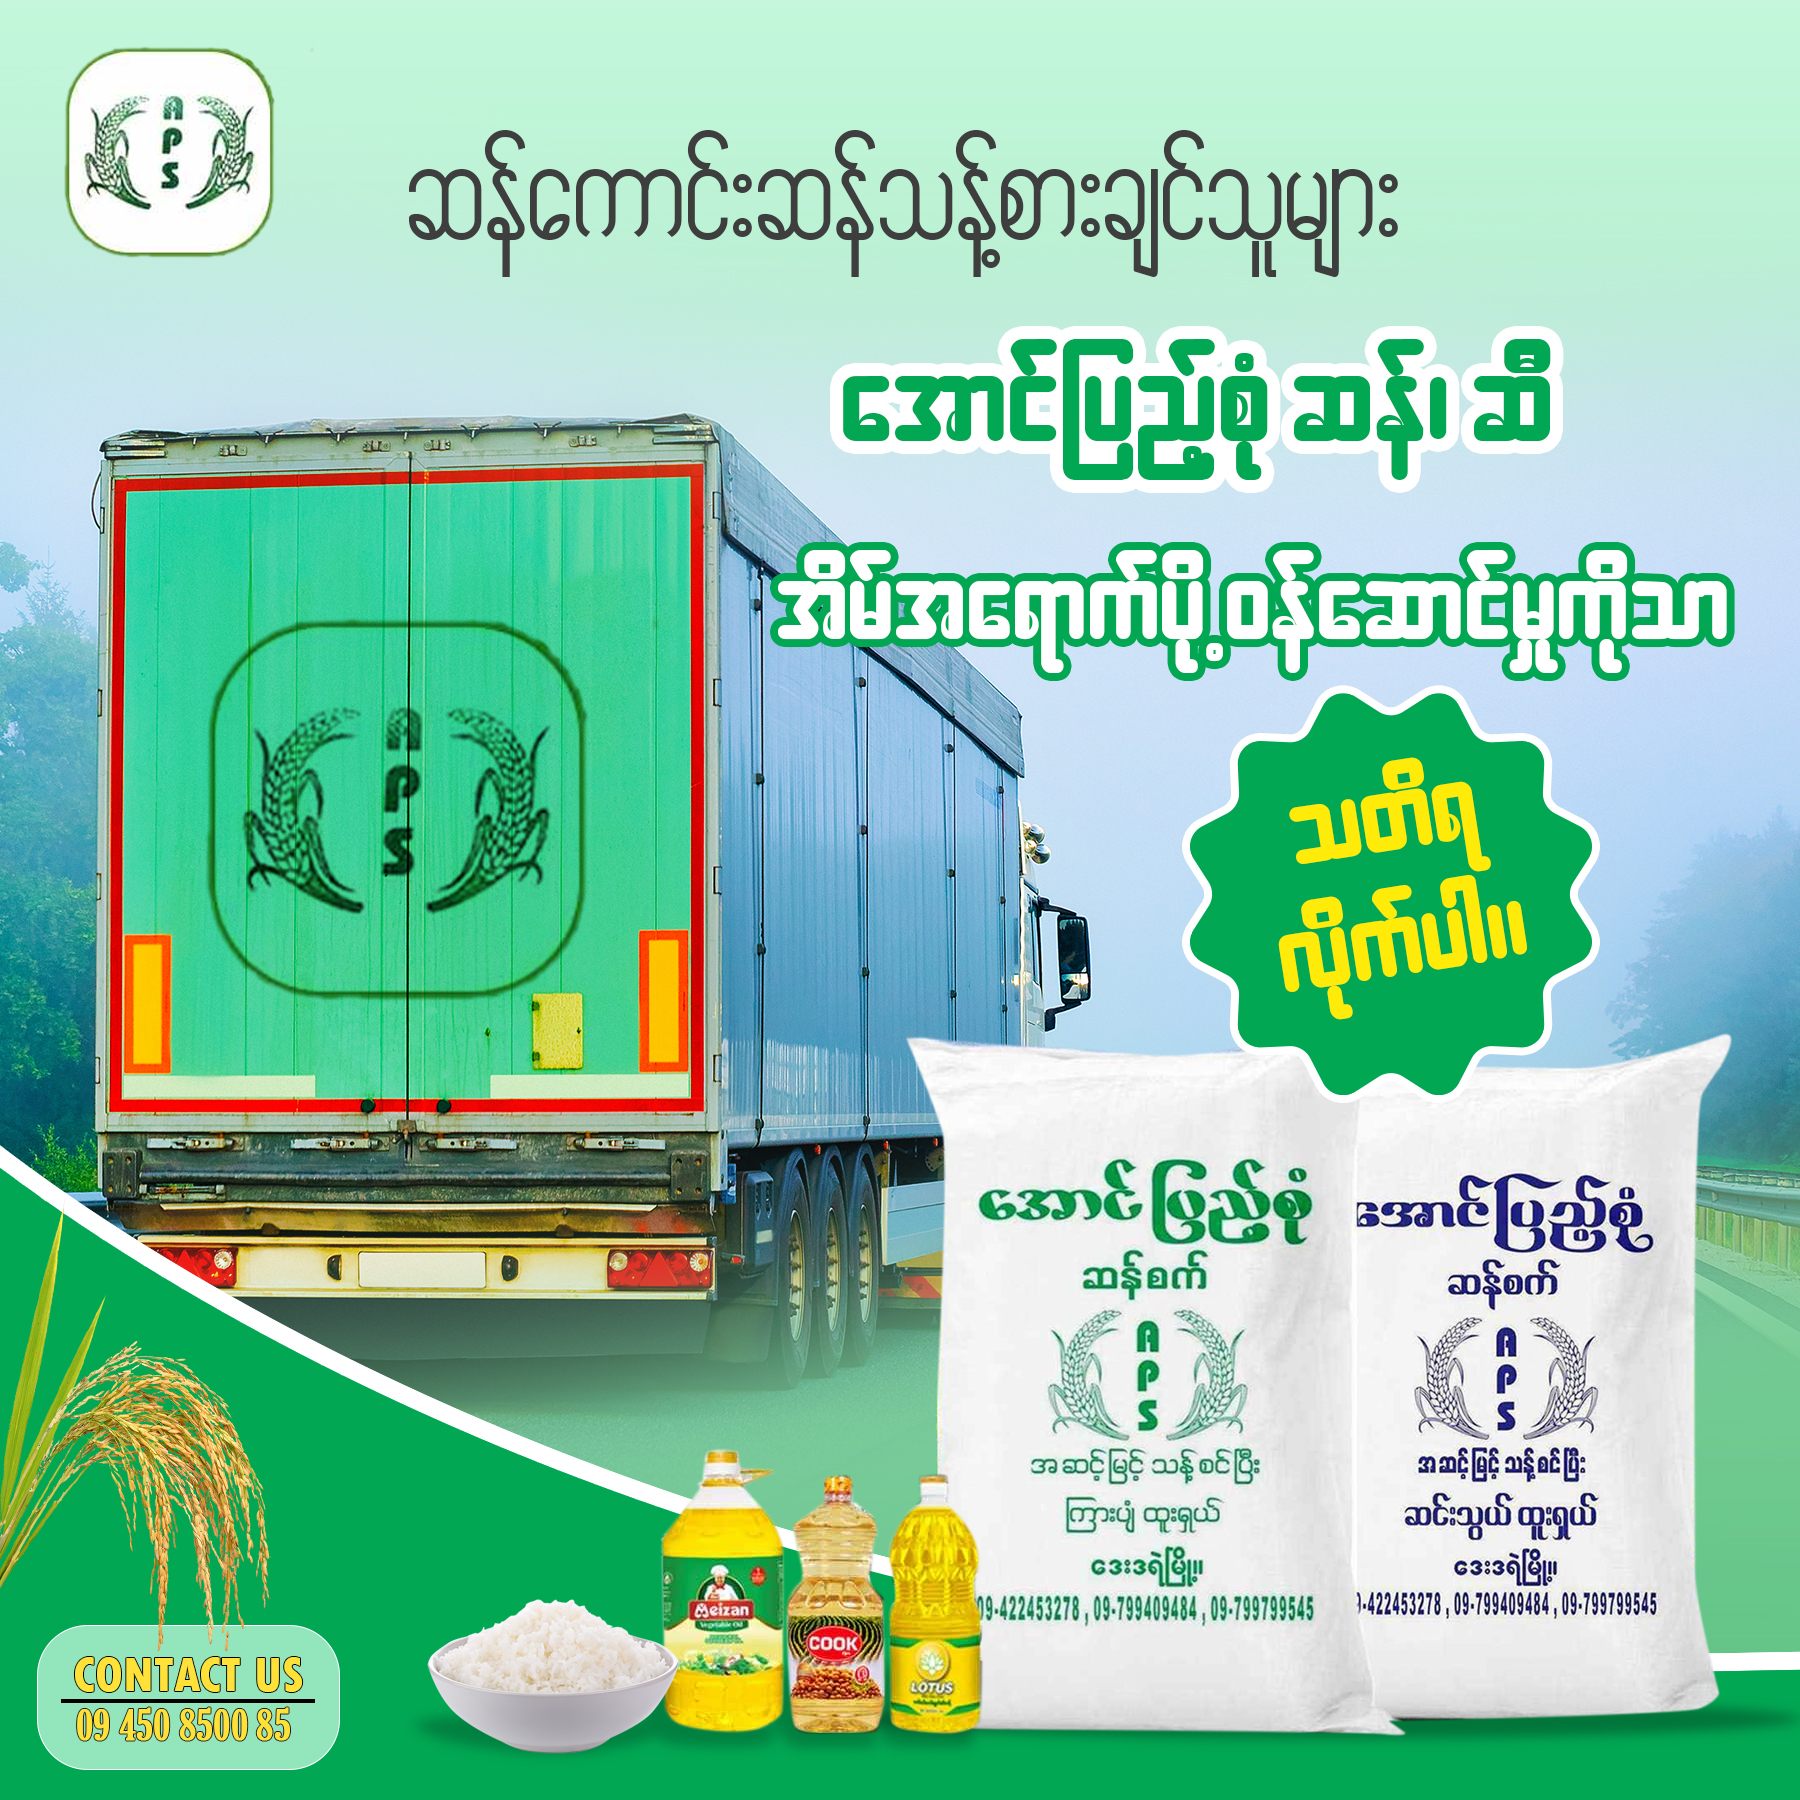 A
P
S
ဆန်ကောင်းဆန်သန့်စားချင်သူများ
အောင်ပြည့်စုံ ဆန်၊ ဆီ
အိမ်အရောက်ပို့ဝန်ဆောင်မှုကိုသာ
သတိရ
လိုက်ပါ။
A
P
S
အောင်ပြည့်စုံ
ဆန်စက်
A
P
S
အဆင့်မြင့် သန့်စင်ပြီး
ကြားပျံ ထူးရှယ်
ဒေးဒရဲမြို့။
09-422453278 , 09-799409484 , 09-799799545
အောင်ပြည့်စုံ
ဆန်စက်
A
P
S
အဆင့်မြင့် သန့်စင်ပြီး
ဆင်းသွယ် ထူးရှယ်
ဒေးဒရဲမြို့။
9-422453278 , 09-799409484 , 09-799799545
Meizan
Vegetable Oil
COOK
LOTUS
CONTACT US
09 450 8500 85